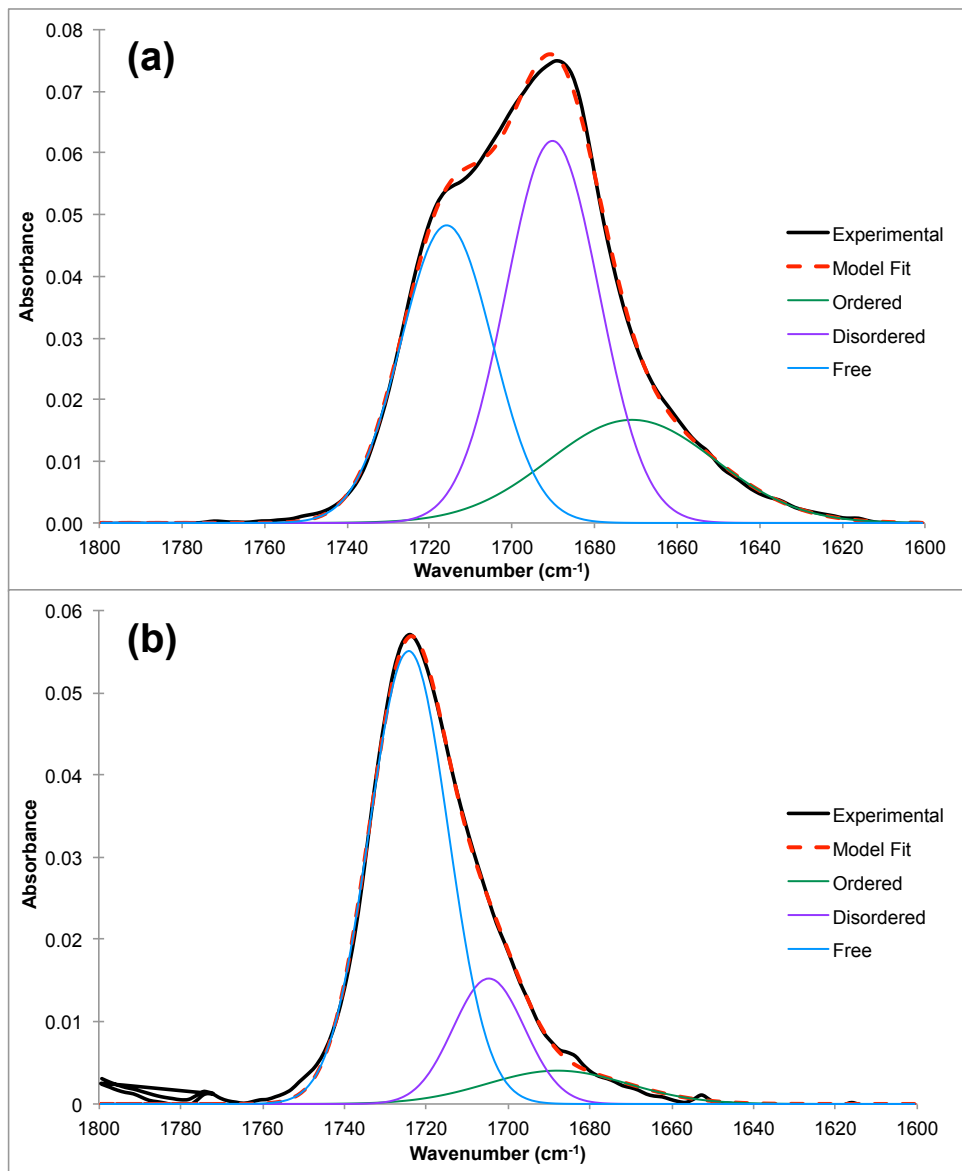 (a)
0.08
0.07
0.06
0.05
0.04
0.03
0.02
0.01
0.00
Absorbance
1800 1780 1760 1740 1720 1700 1680 1660 1640 1620 1600
Wavenumber (cm-1)
Experimental
Model Fit
Ordered
Disordered
Free
(b)
0.06
0.05
0.04
0.03
0.02
0.01
0
Absorbance
1800 1780 1760 1740 1720 1700 1680 1660 1640 1620 1600
Wavenumber (cm-1)
Experimental
Model Fit
Ordered
Disordered
Free